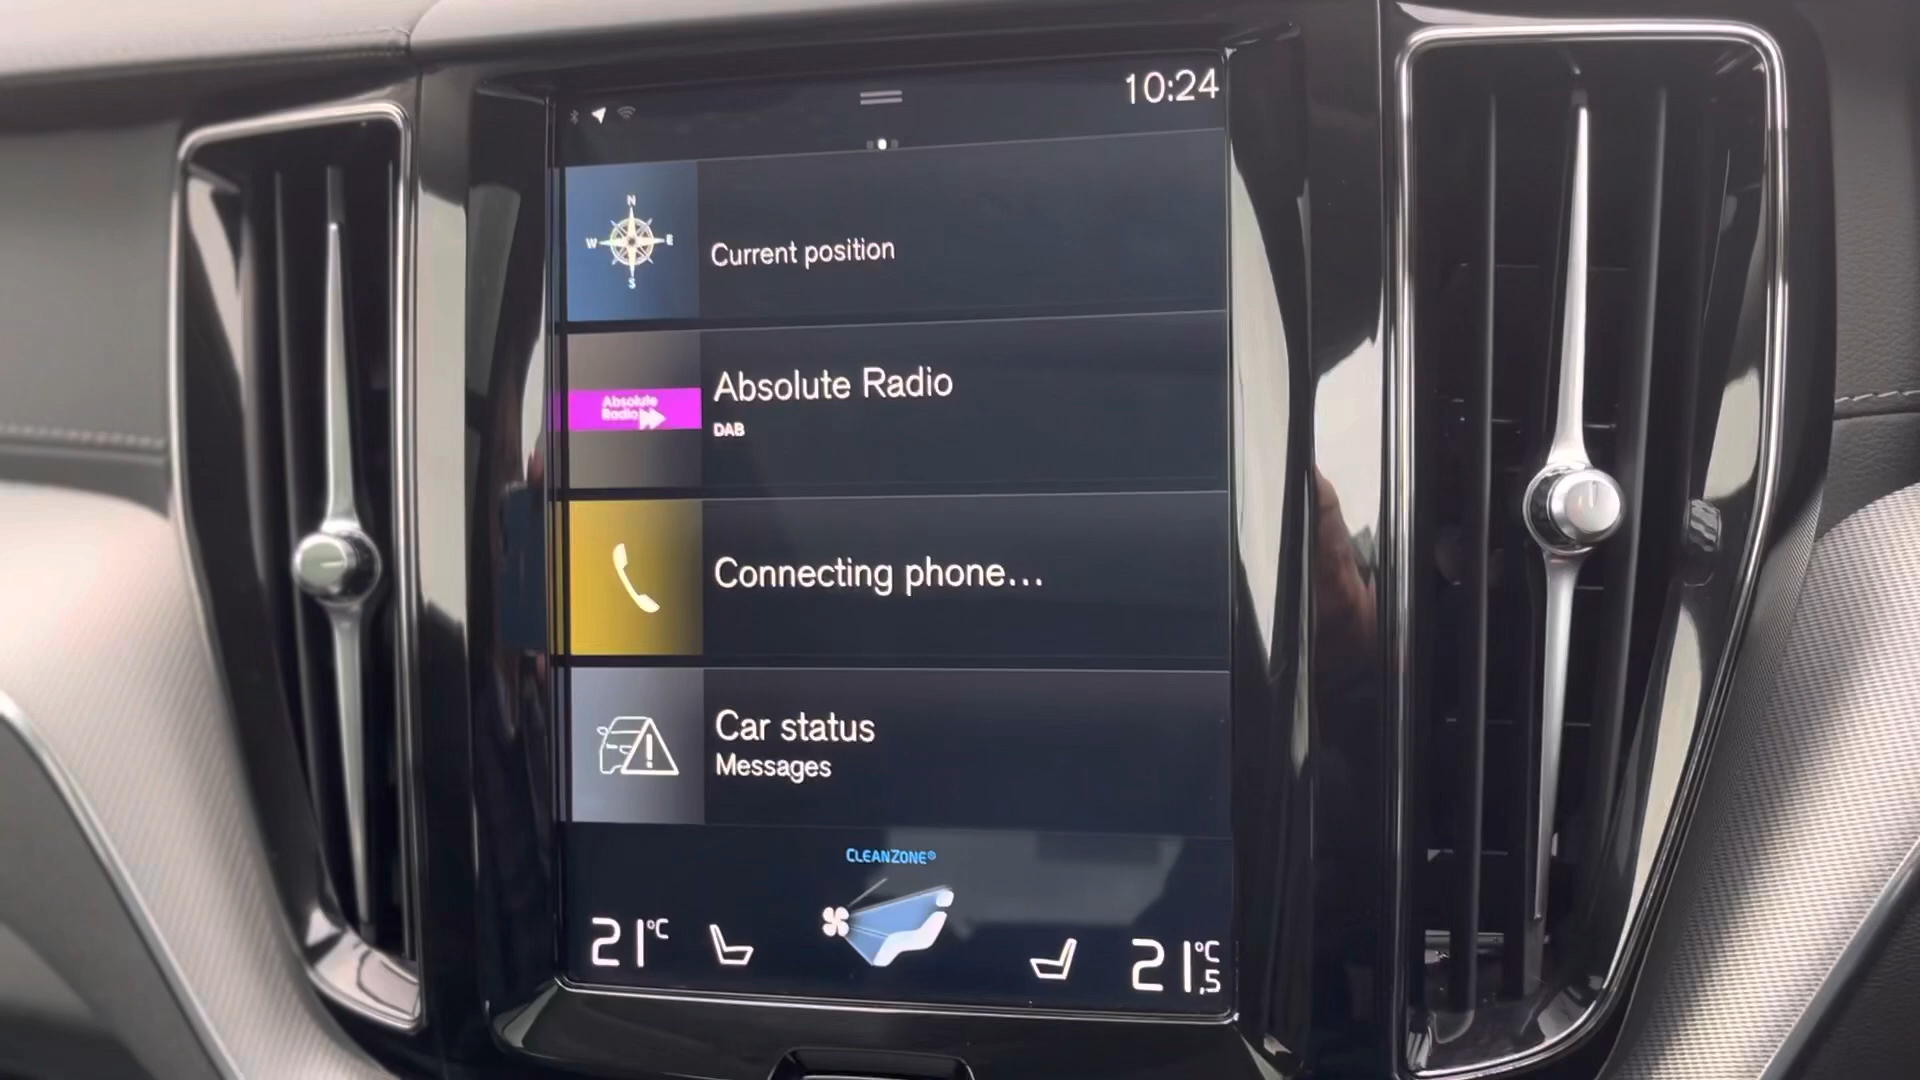 10:24
N
W E
S
Current position
Absolute
Radio
Absolute Radio
DAB
Connecting phone...
Car status
Messages
CLEANZONE®
21°C
21,5°C